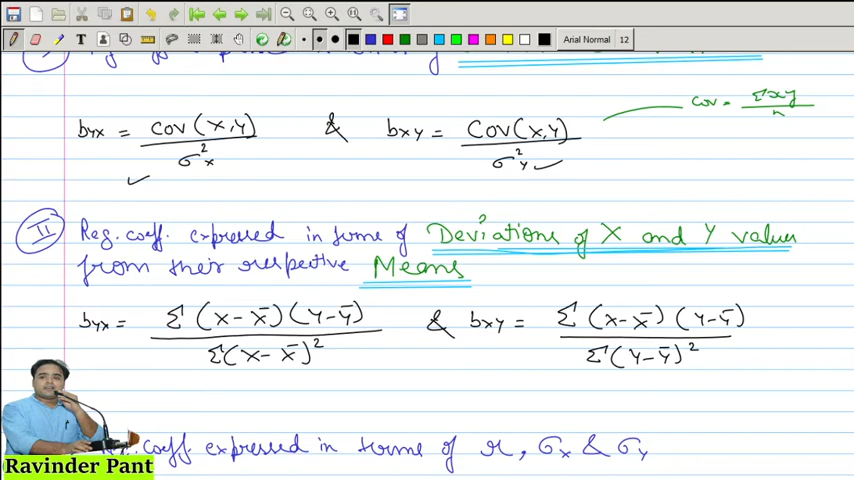 Arial Normal 12
cov = Σxy / n
byx = Cov (X,Y) / σ²x & bxy = Cov(X,Y) / σ²y
II Reg. coeff. expressed in terms of Deviations of X and Y values
from their respective Means
byx = Σ (X-X̄) (Y-Ȳ) / Σ(X-X̄)² & bxy = Σ (X-X̄) (Y-Ȳ) / Σ(Y-Ȳ)²
Reg. coeff. expressed in terms of r, σx & σy
Ravinder Pant